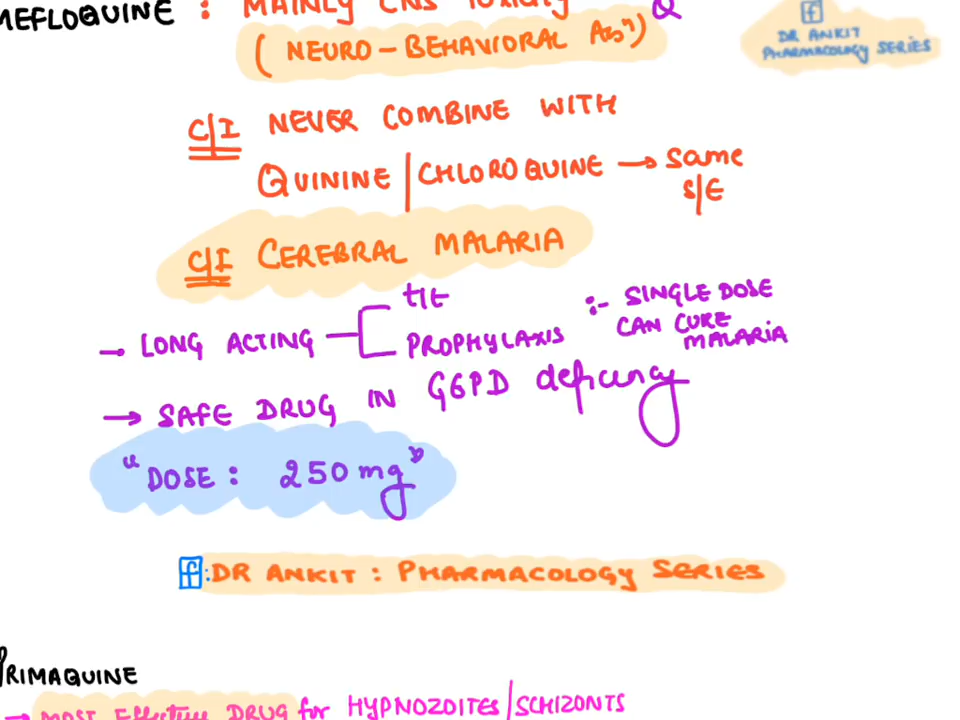 MEFLOQUINE : MAINLY CNS TOXICITY
( NEURO-BEHAVIORAL Asoⁿ)
DR ANKIT
PHARMACOLOGY SERIES
C/I NEVER COMBINE WITH
QUININE / CHLOROQUINE → Same
S/E
C/I CEREBRAL MALARIA
→ LONG ACTING
t/t
PROPHYLAXIS
:- SINGLE DOSE
CAN CURE
MALARIA
→ SAFE DRUG IN G6PD deficiency
"DOSE : 250 mg"
f : DR ANKIT : PHARMACOLOGY SERIES
PRIMAQUINE
→ MOST Effective DRUG for HYPNOZOITES/SCHIZONTS